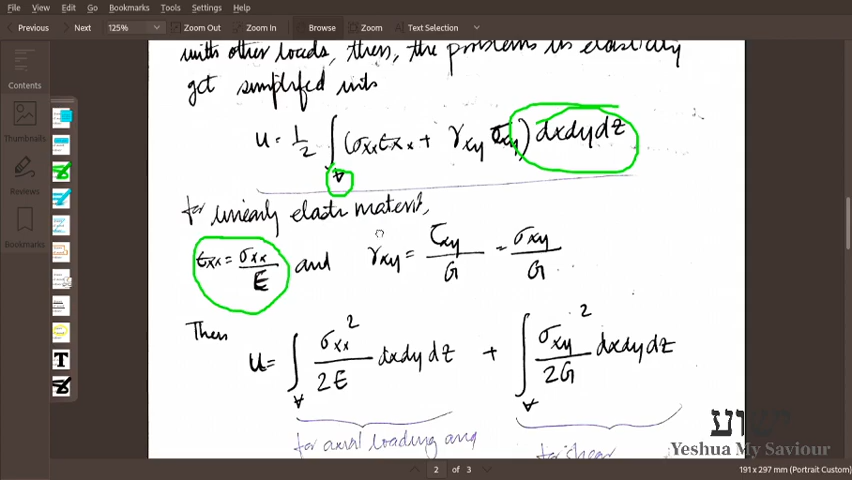 File Edit View Go Bookmarks Tools Settings Help
Previous Next 125% Zoom Out Zoom In Browse Zoom Text Selection
Contents
Thumbnails
Reviews
Bookmarks
with other loads, then, the problems in elasticity
get simplified into
U = 1/2 ∫∀ (σxx εxx + γxy σxy) dxdydz
for linearly elastic material,
εxx = σxx/E and γxy = τxy/G = σxy/G
Then
U = ∫∀ σxx²/2E dxdydz + ∫∀ σxy²/2G dxdydz
for axial loading and
for shear
ישוע
Yeshua My Saviour
2 of 3
191 x 297 mm (Portrait Custom)